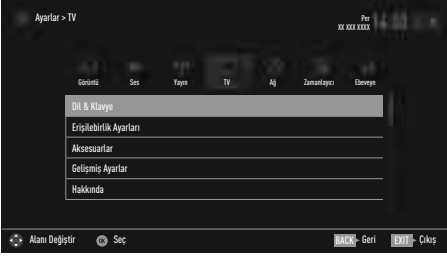 Ayarlar > TV
Per
XX XXX XXXX
Görüntü Ses Yayın TV Ağ Zamanlayıcı Ebeveyn
Dil & Klavye
Erişilebilirlik Ayarları
Aksesuarlar
Gelişmiş Ayarlar
Hakkında
Alanı Değiştir OK Seç BACK Geri EXIT Çıkış